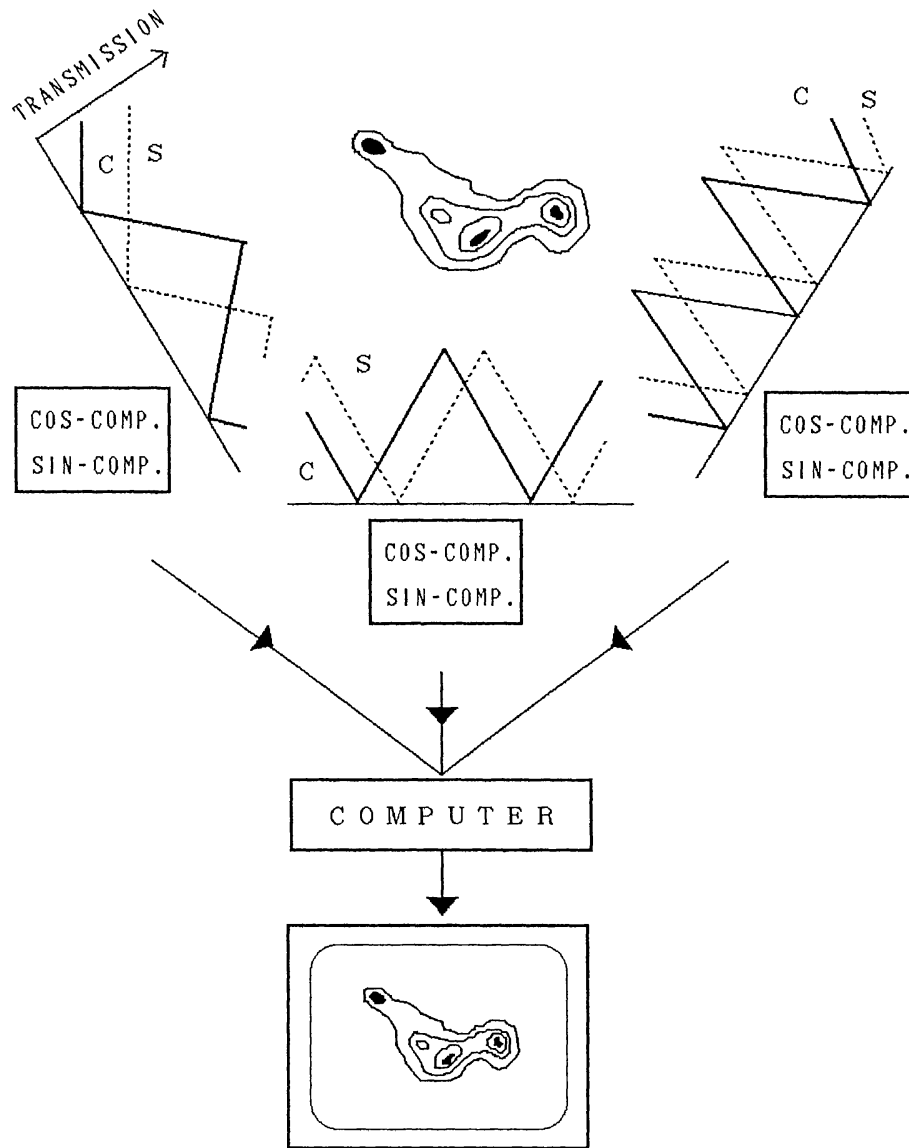 TRANSMISSION
C S
C S
S
C
COS-COMP.
SIN-COMP.
COS-COMP.
SIN-COMP.
COS-COMP.
SIN-COMP.
COMPUTER